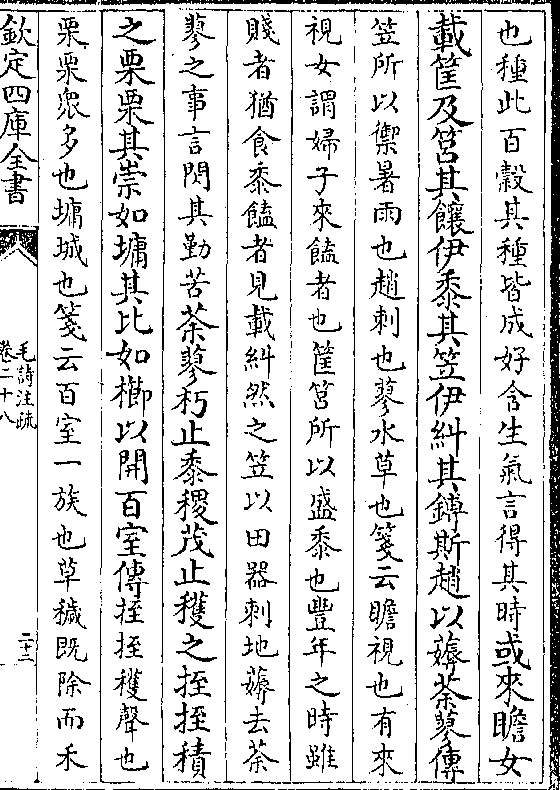 也種此百穀其種皆成好含生氣言得其時或來瞻女
載筐及筥其饟伊黍其笠伊糾其鎛斯趙以薅荼蓼傳
笠所以禦暑雨也趙刺也蓼水草也箋云瞻視也有來
視女謂婦子來饁者也筐筥所以盛黍也豐年之時雖
賤者猶食黍饁者見載糾然之笠以田器刺地薅去荼
蓼之事言閔其勤苦荼蓼朽止黍稷茂止穫之挃挃積
之栗栗其崇如墉其比如櫛以開百室傳挃挃穫聲也
栗栗衆多也墉城也箋云百室一族也草穢既除而禾
欽定四庫全書
毛詩注疏
卷二十八
二十二